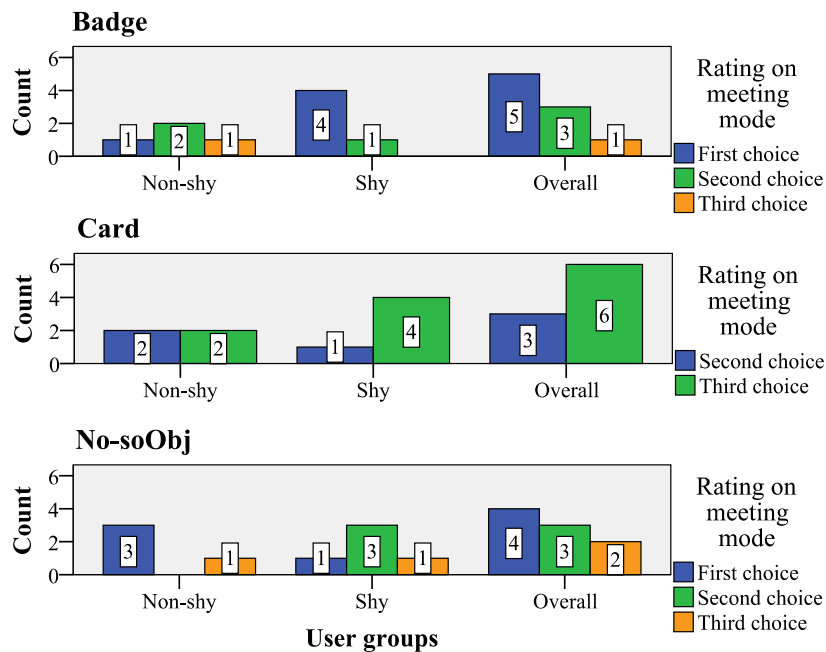 Badge
Count
6
4
2
0
1
2
1
4
1
5
3
1
Non-shy
Shy
Overall
Rating on
meeting
mode
First choice
Second choice
Third choice
Card
Count
6
4
2
0
2
2
1
4
3
6
Non-shy
Shy
Overall
Rating on
meeting
mode
Second choice
Third choice
No-soObj
Count
6
4
2
0
3
1
1
3
1
4
3
2
Non-shy
Shy
Overall
User groups
Rating on
meeting
mode
First choice
Second choice
Third choice